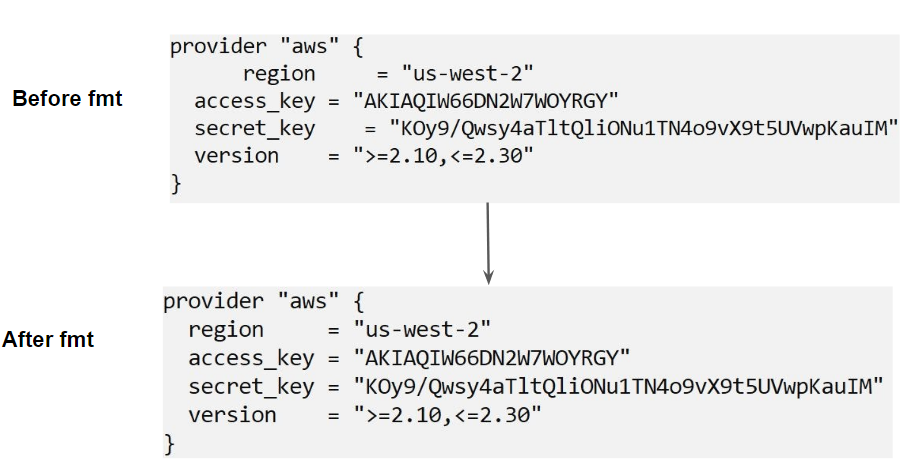 Before fmt
provider "aws" {
region = "us-west-2"
access_key = "AKIAQIW66DN2W7WOYRGY"
secret_key = "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"
version = ">=2.10,<=2.30"
}
After fmt
provider "aws" {
region = "us-west-2"
access_key = "AKIAQIW66DN2W7WOYRGY"
secret_key = "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"
version = ">=2.10,<=2.30"
}